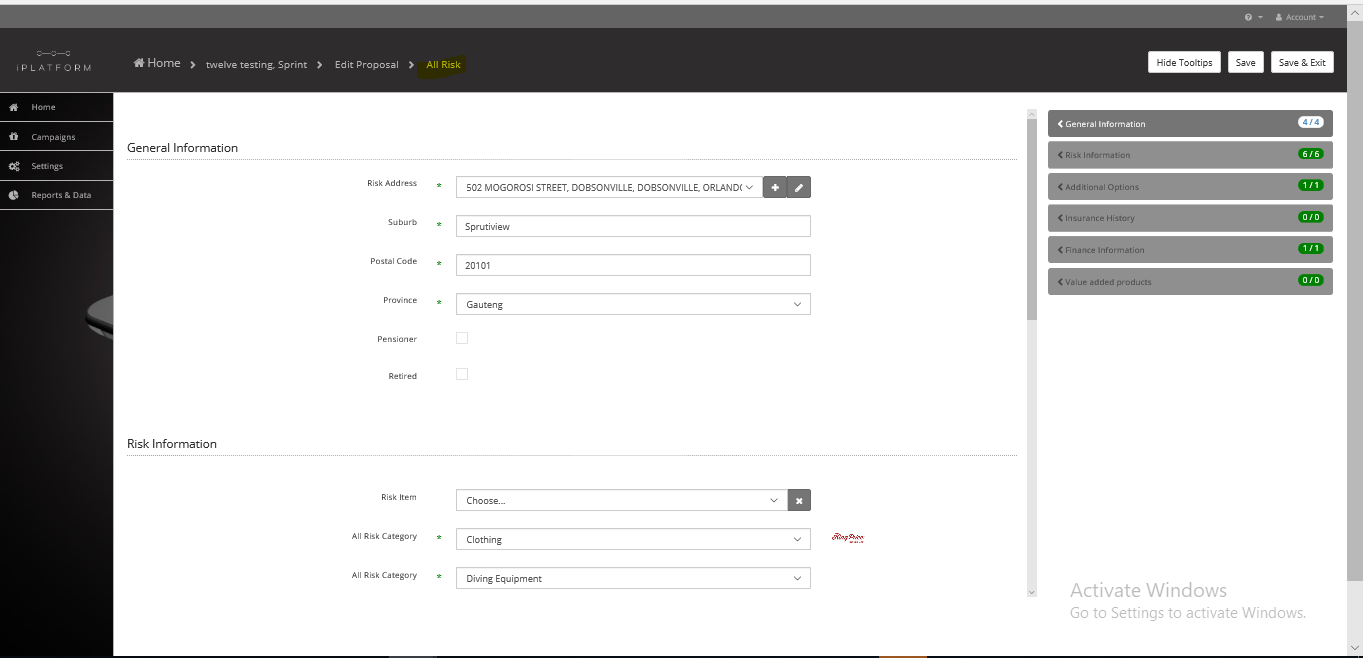 Account
iPLATFORM
Home
twelve testing, Sprint
Edit Proposal
All Risk
Hide Tooltips
Save
Save & Exit
Home
Campaigns
Settings
Reports & Data
General Information
Risk Address * 502 MOGOROSI STREET, DOBSONVILLE, DOBSONVILLE, ORLAND
Suburb * Sprutiview
Postal Code * 20101
Province * Gauteng
Pensioner
Retired
Risk Information
Risk Item Choose...
All Risk Category * Clothing
King Price
All Risk Category * Diving Equipment
General Information 4 / 4
Risk Information 6 / 6
Additional Options 1 / 1
Insurance History 0 / 0
Finance Information 1 / 1
Value added products 0 / 0
Activate Windows
Go to Settings to activate Windows.